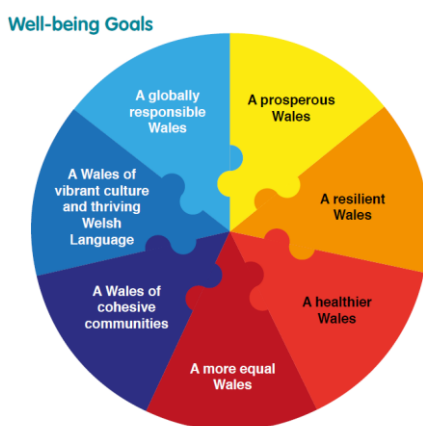 Well-being Goals
A globally
responsible
Wales
A prosperous
Wales
A Wales of
vibrant culture
and thriving
Welsh
Language
A resilient
Wales
A Wales of
cohesive
communities
A healthier
Wales
A more equal
Wales